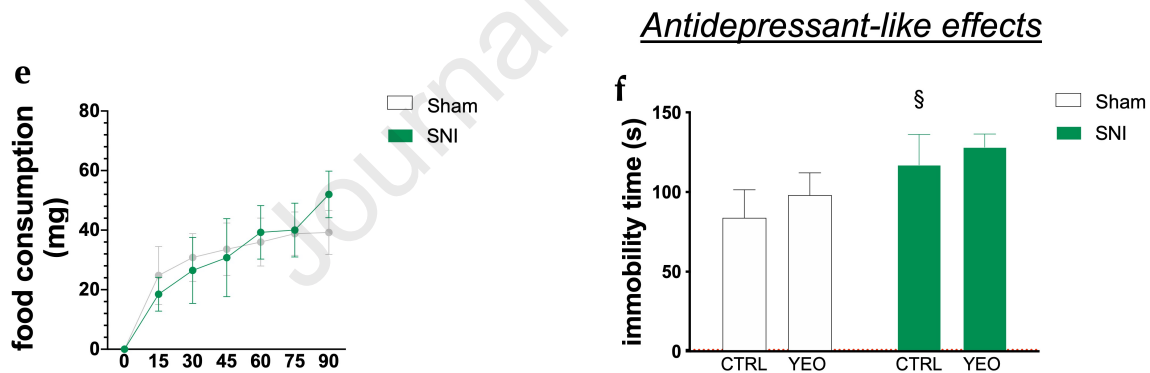 Journal
Antidepressant-like effects
e
Sham
SNI
food consumption
(mg)
80
60
40
20
0
0 15 30 45 60 75 90
f
§
Sham
SNI
immobility time (s)
150
100
50
0
CTRL YEO CTRL YEO